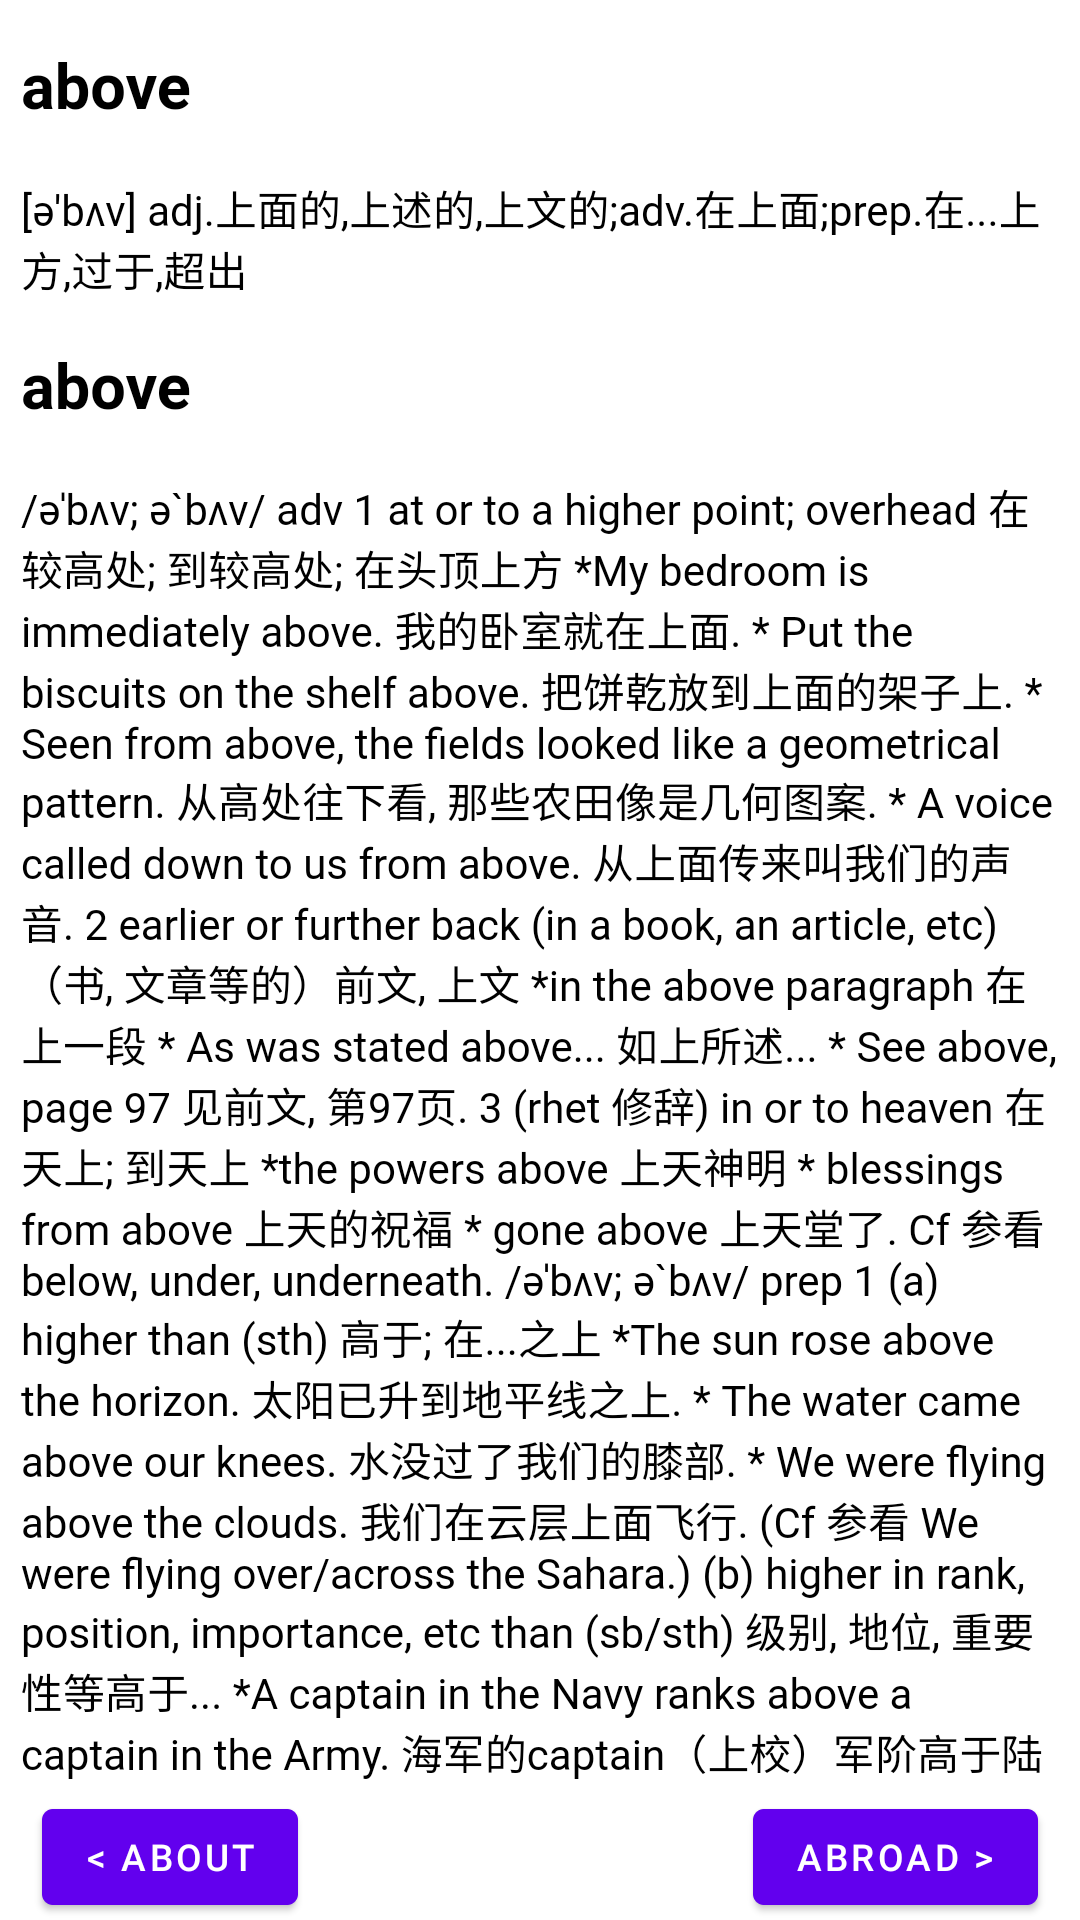 above
[ə'bʌv] adj.上面的,上述的,上文的;adv.在上面;prep.在...上
方,过于,超出
above
/əˈbʌv; əˋbʌv/ adv 1 at or to a higher point; overhead 在
较高处; 到较高处; 在头顶上方 *My bedroom is
immediately above. 我的卧室就在上面. * Put the
biscuits on the shelf above. 把饼乾放到上面的架子上. *
Seen from above, the fields looked like a geometrical
pattern. 从高处往下看, 那些农田像是几何图案. * A voice
called down to us from above. 从上面传来叫我们的声
音. 2 earlier or further back (in a book, an article, etc)
（书, 文章等的）前文, 上文 *in the above paragraph 在
上一段 * As was stated above... 如上所述... * See above,
page 97 见前文, 第97页. 3 (rhet 修辞) in or to heaven 在
天上; 到天上 *the powers above 上天神明 * blessings
from above 上天的祝福 * gone above 上天堂了. Cf 参看
below, under, underneath. /əˈbʌv; əˋbʌv/ prep 1 (a)
higher than (sth) 高于; 在...之上 *The sun rose above
the horizon. 太阳已升到地平线之上. * The water came
above our knees. 水没过了我们的膝部. * We were flying
above the clouds. 我们在云层上面飞行. (Cf 参看 We
were flying over/across the Sahara.) (b) higher in rank,
position, importance, etc than (sb/sth) 级别, 地位, 重要
性等高于... *A captain in the Navy ranks above a
captain in the Army. 海军的captain（上校）军阶高于陆
< ABOUT
ABROAD >